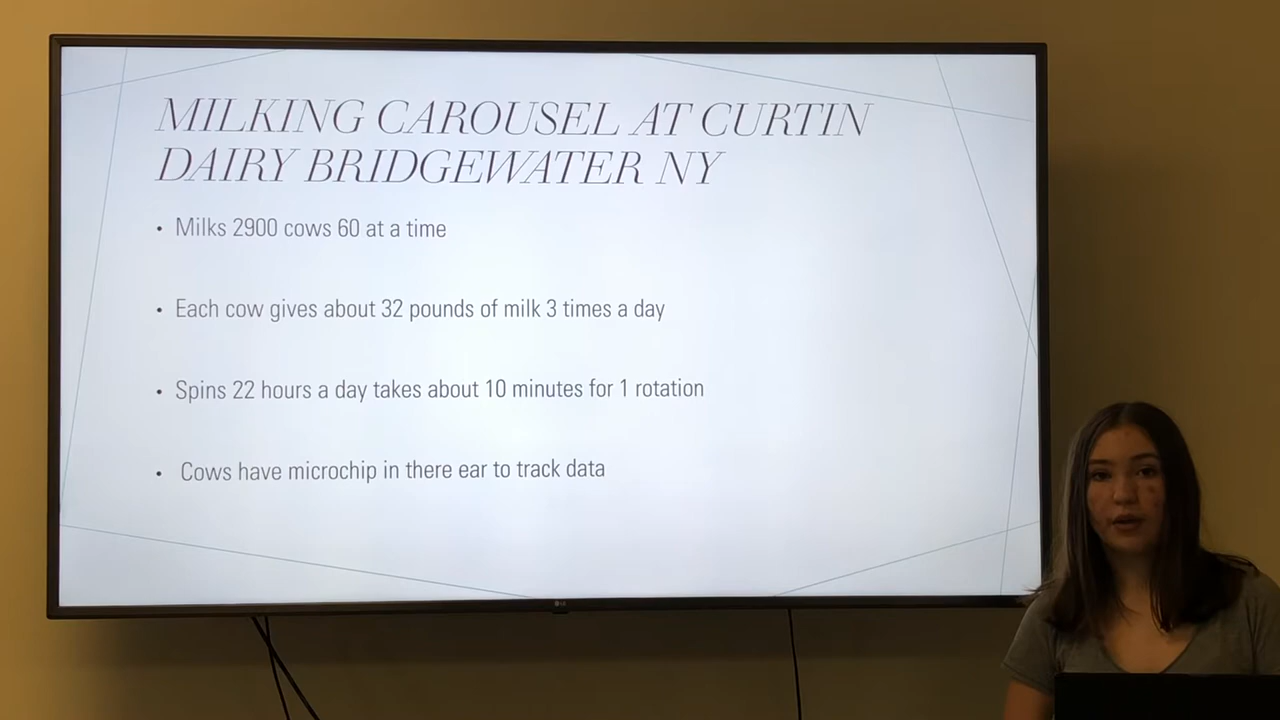 MILKING CAROUSEL AT CURTIN
DAIRY BRIDGEWATER NY
• Milks 2900 cows 60 at a time
• Each cow gives about 32 pounds of milk 3 times a day
• Spins 22 hours a day takes about 10 minutes for 1 rotation
• Cows have microchip in there ear to track data
LG